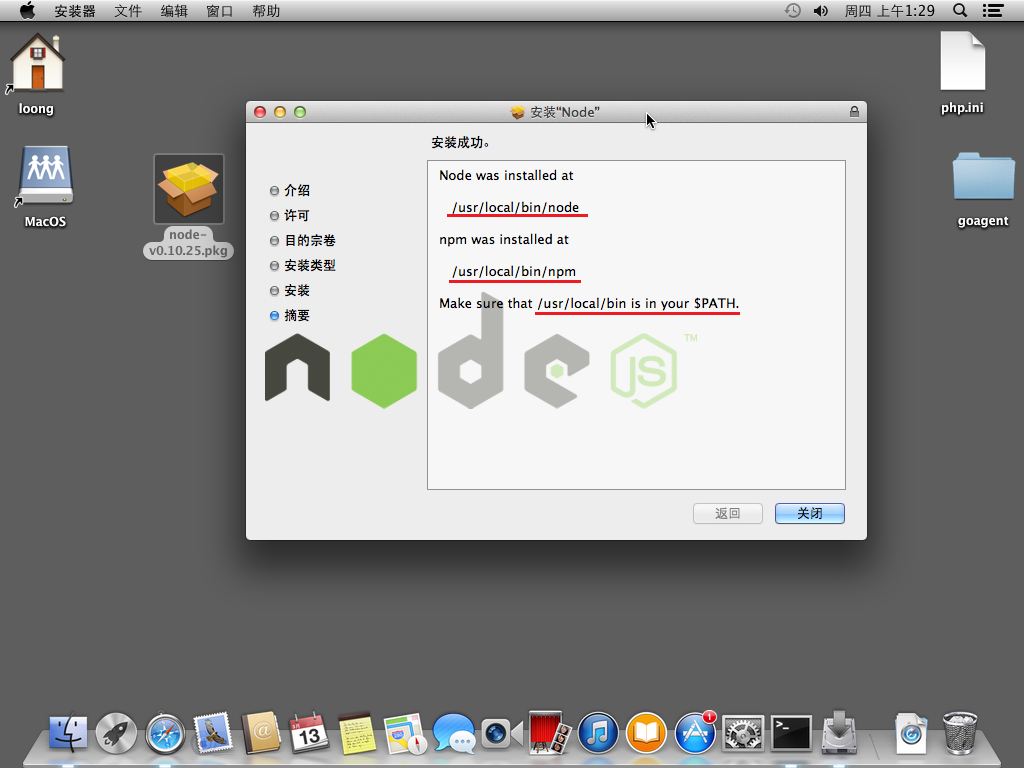 安装器 文件 编辑 窗口 帮助
周四 上午1:29
loong
MacOS
node-
v0.10.25.pkg
php.ini
goagent
安装“Node”
安装成功。
介绍
许可
目的宗卷
安装类型
安装
摘要
Node was installed at
/usr/local/bin/node
npm was installed at
/usr/local/bin/npm
Make sure that /usr/local/bin is in your $PATH.
node
JS
TM
返回
关闭
13
1